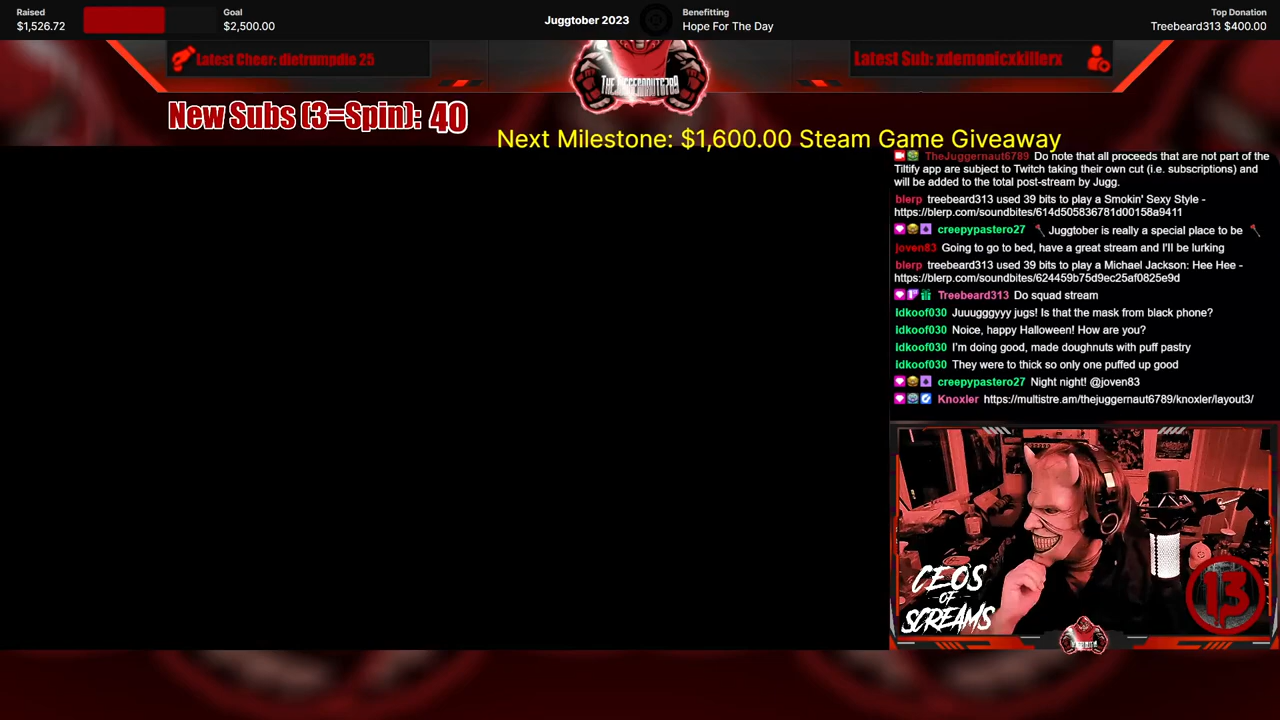 Raised
$1,526.72
Goal
$2,500.00
Juggtober 2023
Benefitting
Hope For The Day
Top Donation
Treebeard313 $400.00
Latest Cheer: dietrumpdie 25
THEJUGGERNAUT6789
Latest Sub: xdemonicxkillerx
New Subs (3=Spin): 40
Next Milestone: $1,600.00 Steam Game Giveaway
TheJuggernaut6789 Do note that all proceeds that are not part of the
Tiltify app are subject to Twitch taking their own cut (i.e. subscriptions) and
will be added to the total post-stream by Jugg.
blerp treebeard313 used 39 bits to play a Smokin' Sexy Style -
https://blerp.com/soundbites/614d505836781d00158a9411
creepypastero27 Juggtober is really a special place to be
joven83 Going to go to bed, have a great stream and I'll be lurking
blerp treebeard313 used 39 bits to play a Michael Jackson: Hee Hee -
https://blerp.com/soundbites/624459b75d9ec25af0825e9d
Treebeard313 Do squad stream
idkoof030 Juuugggyyy jugs! Is that the mask from black phone?
idkoof030 Noice, happy Halloween! How are you?
idkoof030 I'm doing good, made doughnuts with puff pastry
idkoof030 They were to thick so only one puffed up good
creepypastero27 Night night! @joven83
Knoxler https://multistre.am/thejuggernaut6789/knoxler/layout3/
CEOS
OF
SCREAMS
13